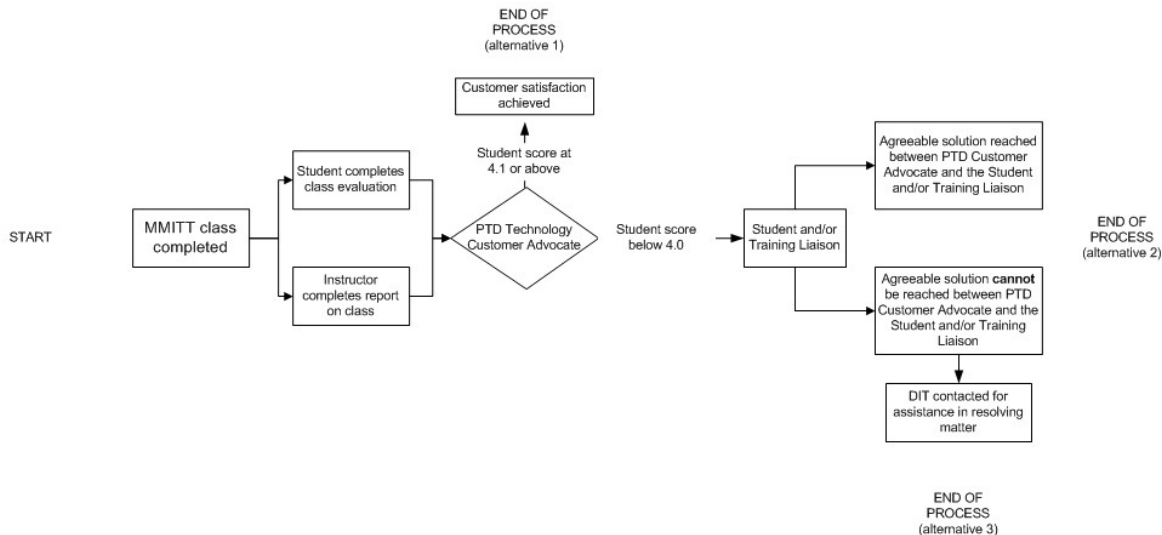 END OF
PROCESS
(alternative 1)
Customer satisfaction
achieved
Student score at
4.1 or above
START
MMITT class
completed
Student completes
class evaluation
Instructor
completes report
on class
PTD Technology
Customer Advocate
Student score
below 4.0
Student and/or
Training Liaison
Agreeable solution reached
between PTD Customer
Advocate and the Student
and/or Training Liaison
Agreeable solution cannot
be reached between PTD
Customer Advocate and the
Student and/or Training
Liaison
END OF
PROCESS
(alternative 2)
DIT contacted for
assistance in resolving
matter
END OF
PROCESS
(alternative 3)